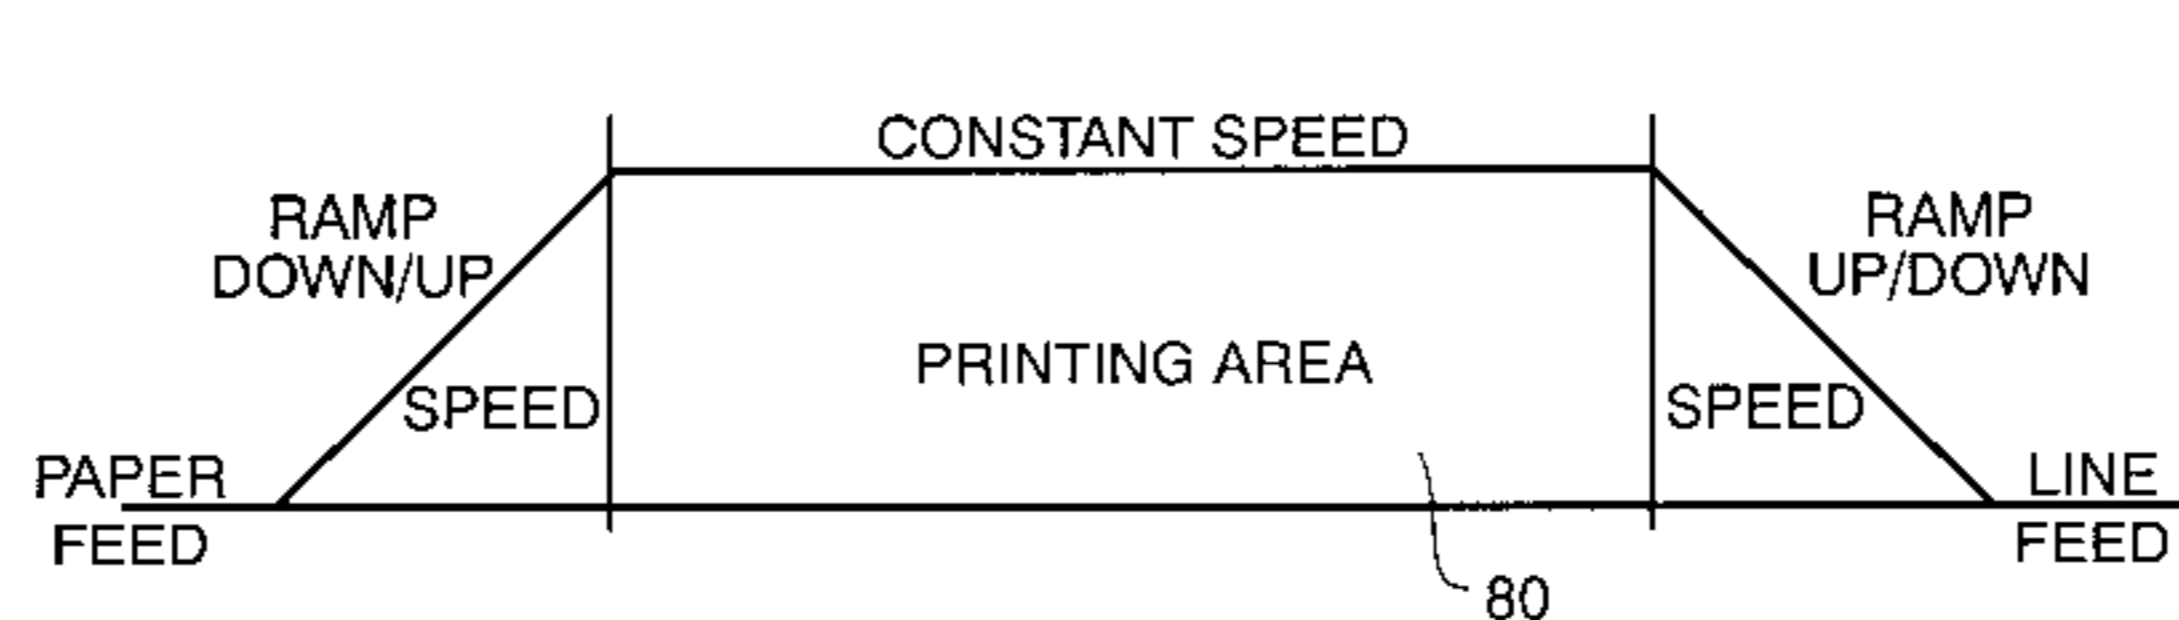 CONSTANT SPEED
RAMP
DOWN/UP
RAMP
UP/DOWN
PRINTING AREA
SPEED
SPEED
PAPER
FEED
LINE
FEED
80